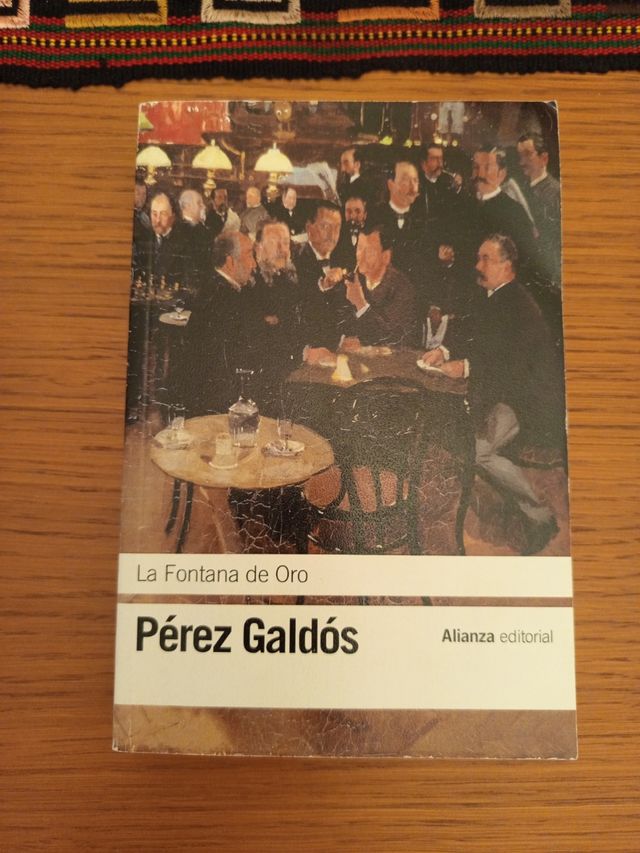 La Fontana de Oro
Pérez Galdós
Alianza editorial